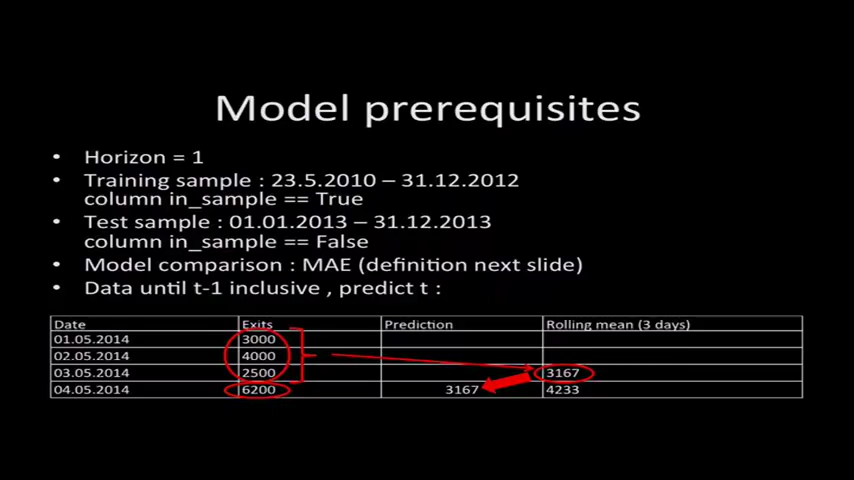 Model prerequisites
• Horizon = 1
• Training sample : 23.5.2010 – 31.12.2012
column in_sample == True
• Test sample : 01.01.2013 – 31.12.2013
column in_sample == False
• Model comparison : MAE (definition next slide)
• Data until t-1 inclusive , predict t :
Date Exits Prediction Rolling mean (3 days)
01.05.2014 3000
02.05.2014 4000
03.05.2014 2500 3167
04.05.2014 6200 3167 4233